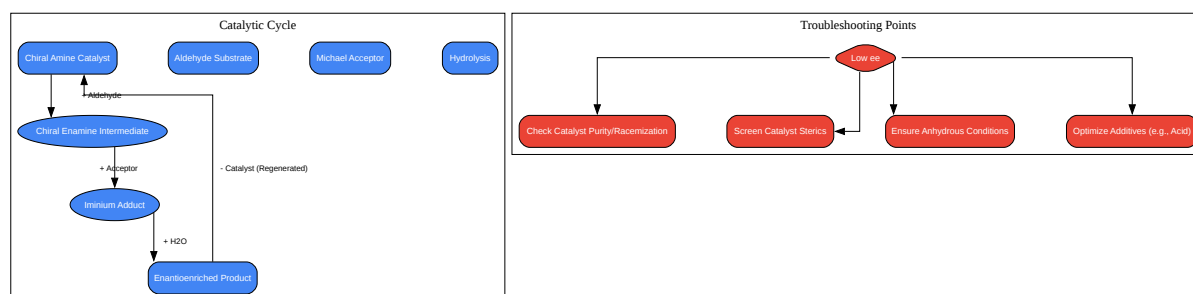 Catalytic Cycle
Chiral Amine Catalyst
Aldehyde Substrate
Michael Acceptor
Hydrolysis
+ Aldehyde
Chiral Enamine Intermediate
+ Acceptor
- Catalyst (Regenerated)
Iminium Adduct
+ H2O
Enantioenriched Product
Troubleshooting Points
Low ee
Check Catalyst Purity/Racemization
Screen Catalyst Sterics
Ensure Anhydrous Conditions
Optimize Additives (e.g., Acid)